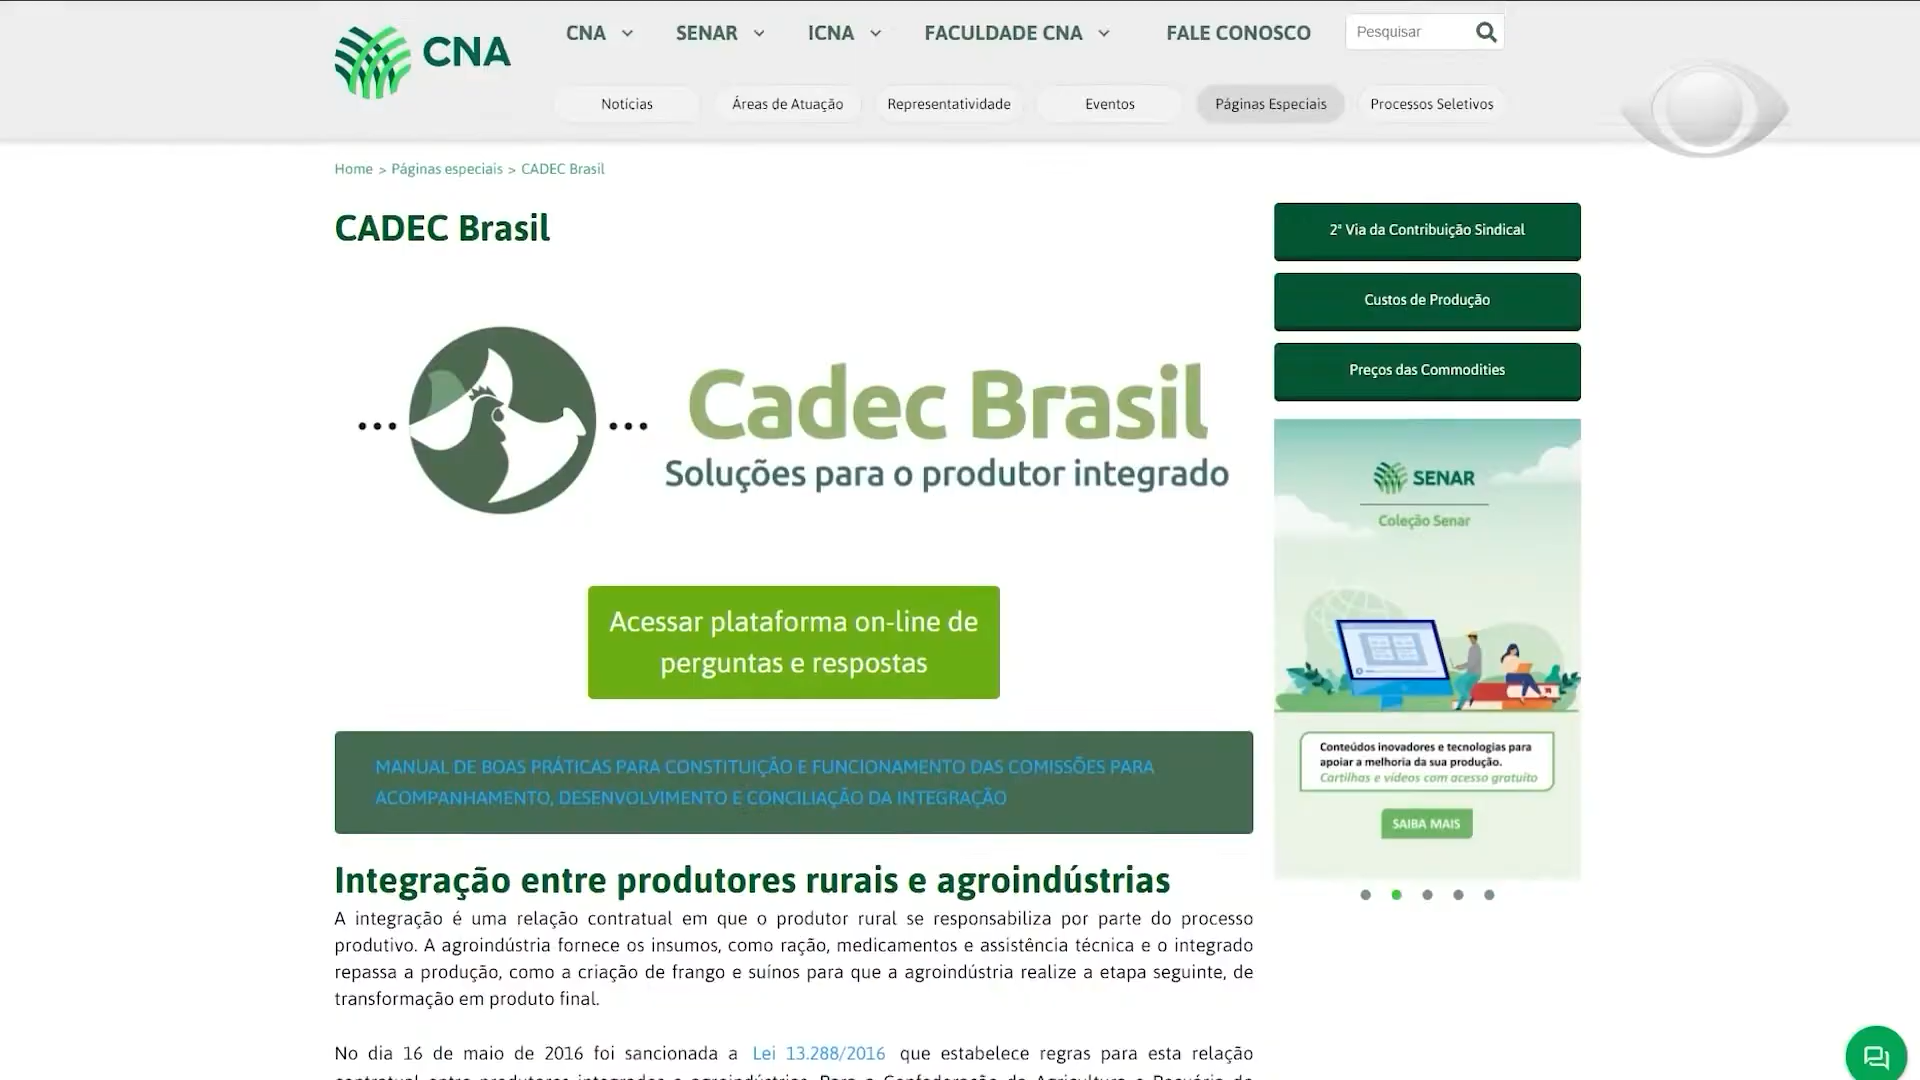 CNA
CNA SENAR ICNA FACULDADE CNA FALE CONOSCO Pesquisar
Notícias Áreas de Atuação Representatividade Eventos Páginas Especiais Processos Seletivos
Home > Páginas especiais > CADEC Brasil
CADEC Brasil
Cadec Brasil
Soluções para o produtor integrado
Acessar plataforma on-line de
perguntas e respostas
MANUAL DE BOAS PRÁTICAS PARA CONSTITUIÇÃO E FUNCIONAMENTO DAS COMISSÕES PARA
ACOMPANHAMENTO, DESENVOLVIMENTO E CONCILIAÇÃO DA INTEGRAÇÃO
Integração entre produtores rurais e agroindústrias
A integração é uma relação contratual em que o produtor rural se responsabiliza por parte do processo
produtivo. A agroindústria fornece os insumos, como ração, medicamentos e assistência técnica e o integrado
repassa a produção, como a criação de frango e suínos para que a agroindústria realize a etapa seguinte, de
transformação em produto final.
No dia 16 de maio de 2016 foi sancionada a Lei 13.288/2016 que estabelece regras para esta relação
2ª Via da Contribuição Sindical
Custos de Produção
Preços das Commodities
SENAR
Coleção Senar
Conteúdos inovadores e tecnologias para
apoiar a melhoria da sua produção.
Cartilhas e vídeos com acesso gratuito
SAIBA MAIS